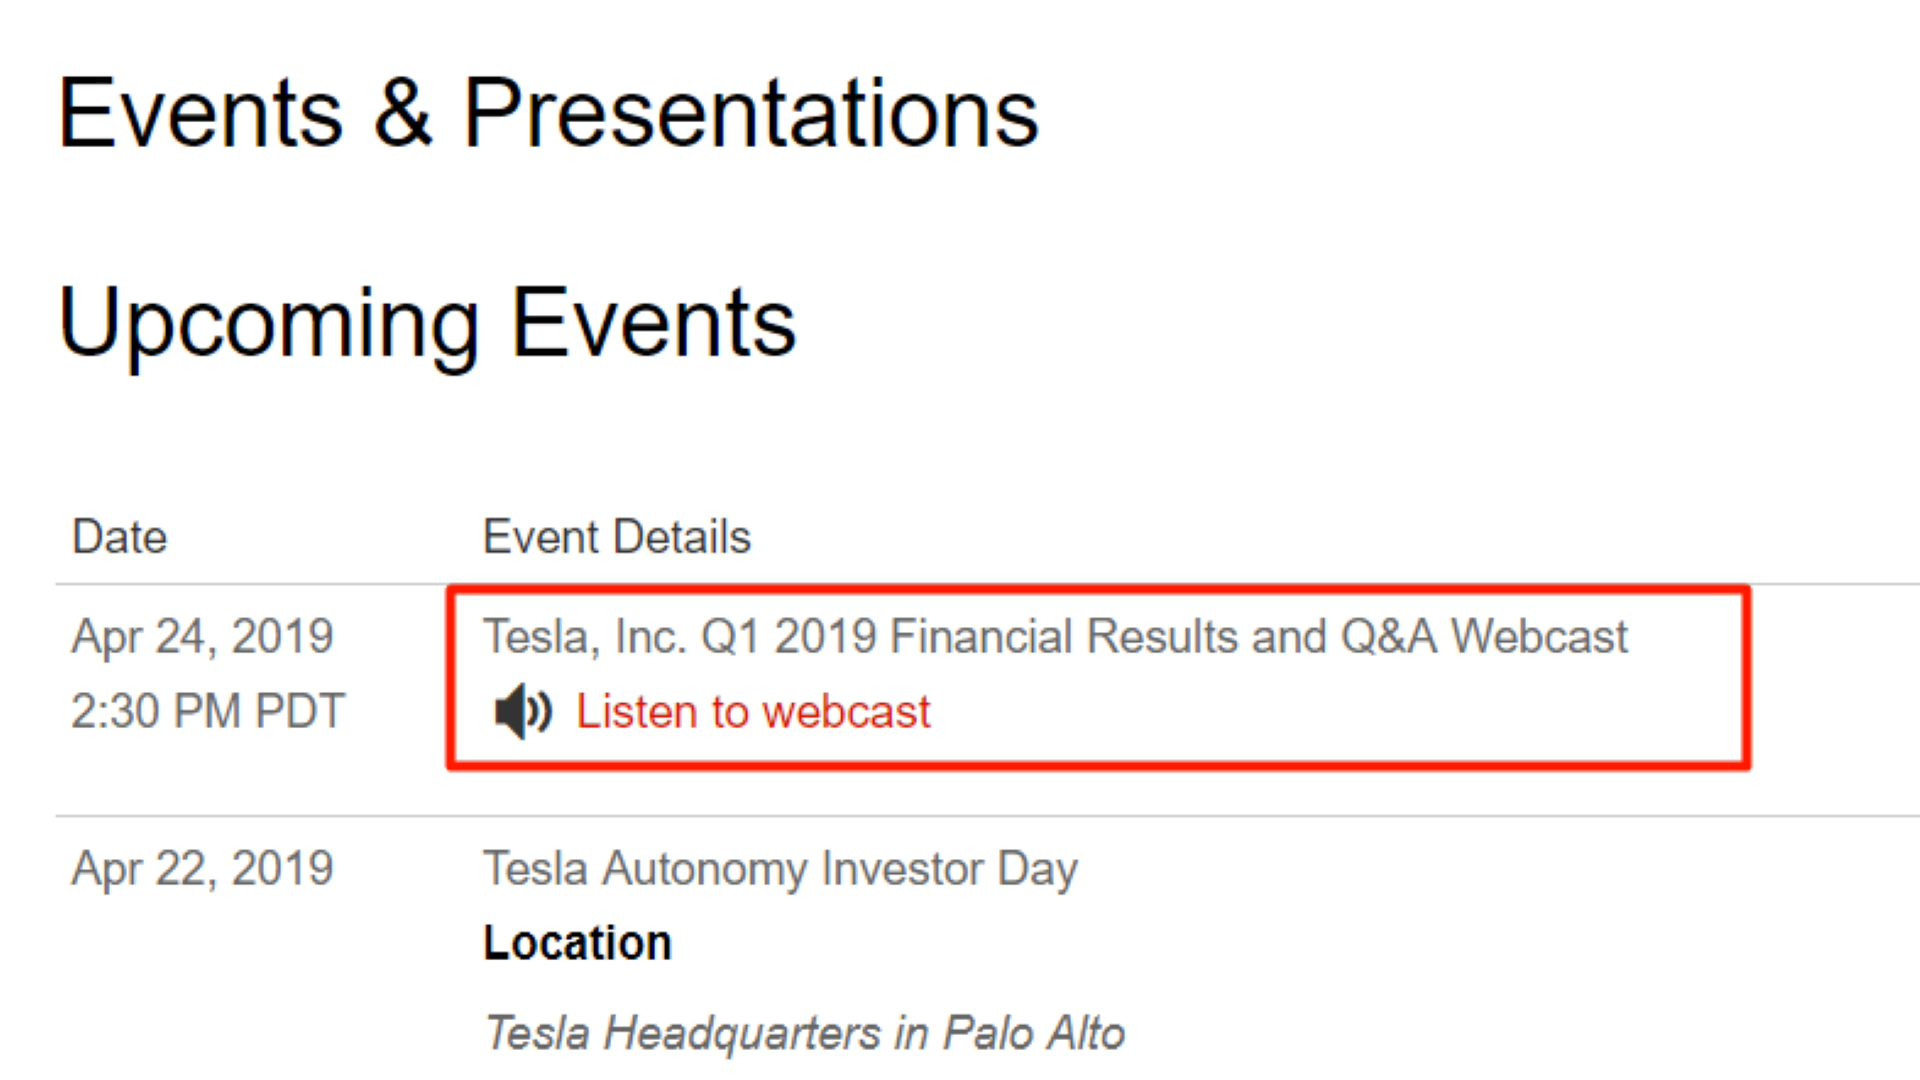 Events & Presentations
Upcoming Events
Date Event Details
Apr 24, 2019 Tesla, Inc. Q1 2019 Financial Results and Q&A Webcast
2:30 PM PDT Listen to webcast
Apr 22, 2019 Tesla Autonomy Investor Day
Location
Tesla Headquarters in Palo Alto